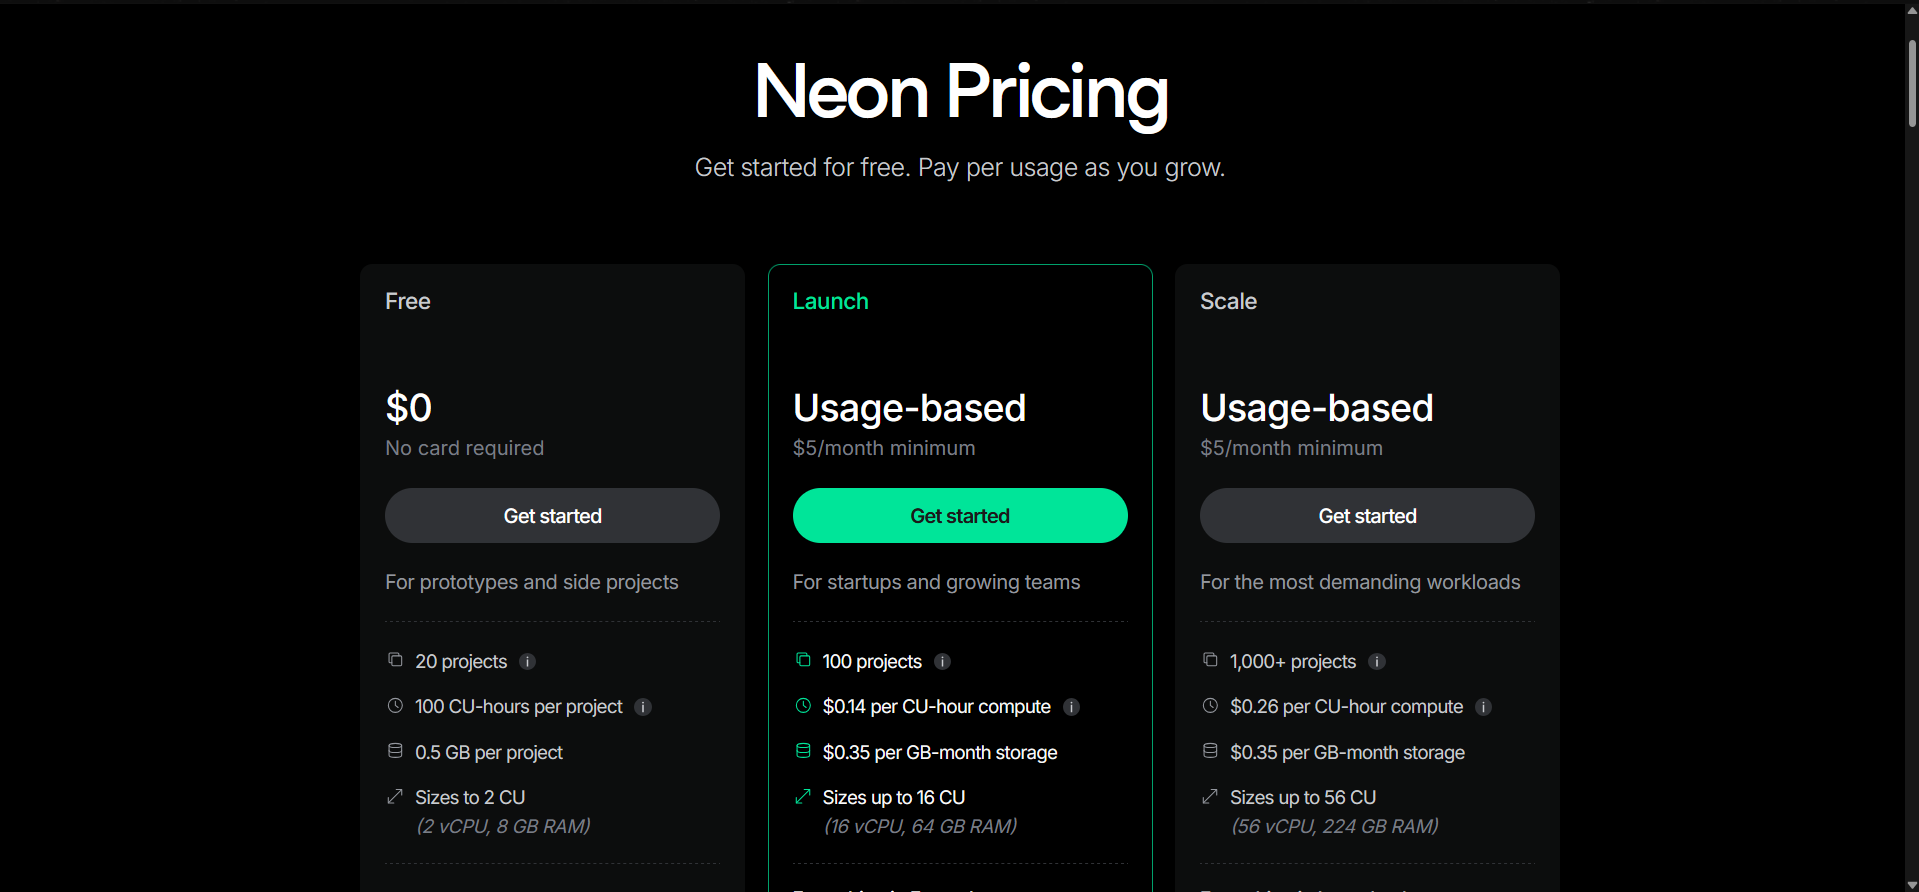 Neon Pricing
Get started for free. Pay per usage as you grow.
Free
$0
No card required
Get started
For prototypes and side projects
20 projects
100 CU-hours per project
0.5 GB per project
Sizes to 2 CU
(2 vCPU, 8 GB RAM)
Launch
Usage-based
$5/month minimum
Get started
For startups and growing teams
100 projects
$0.14 per CU-hour compute
$0.35 per GB-month storage
Sizes up to 16 CU
(16 vCPU, 64 GB RAM)
Scale
Usage-based
$5/month minimum
Get started
For the most demanding workloads
1,000+ projects
$0.26 per CU-hour compute
$0.35 per GB-month storage
Sizes up to 56 CU
(56 vCPU, 224 GB RAM)